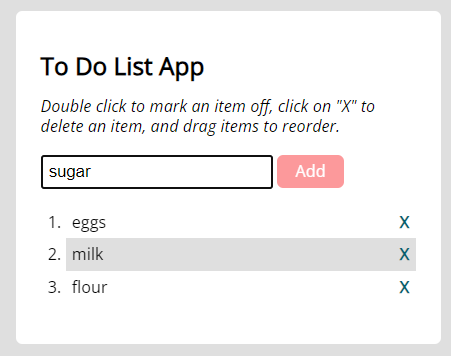 To Do List App
Double click to mark an item off, click on "X" to
delete an item, and drag items to reorder.
sugar Add
1. eggs X
2. milk X
3. flour X